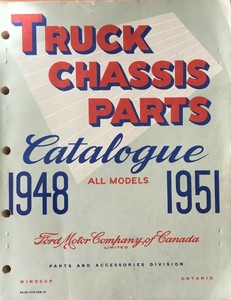 TRUCK
CHASSIS
PARTS
Catalogue
1948 ALL MODELS 1951
Ford Motor Company, of Canada
LIMITED
PARTS AND ACCESSORIES DIVISION
WINDSOR ONTARIO